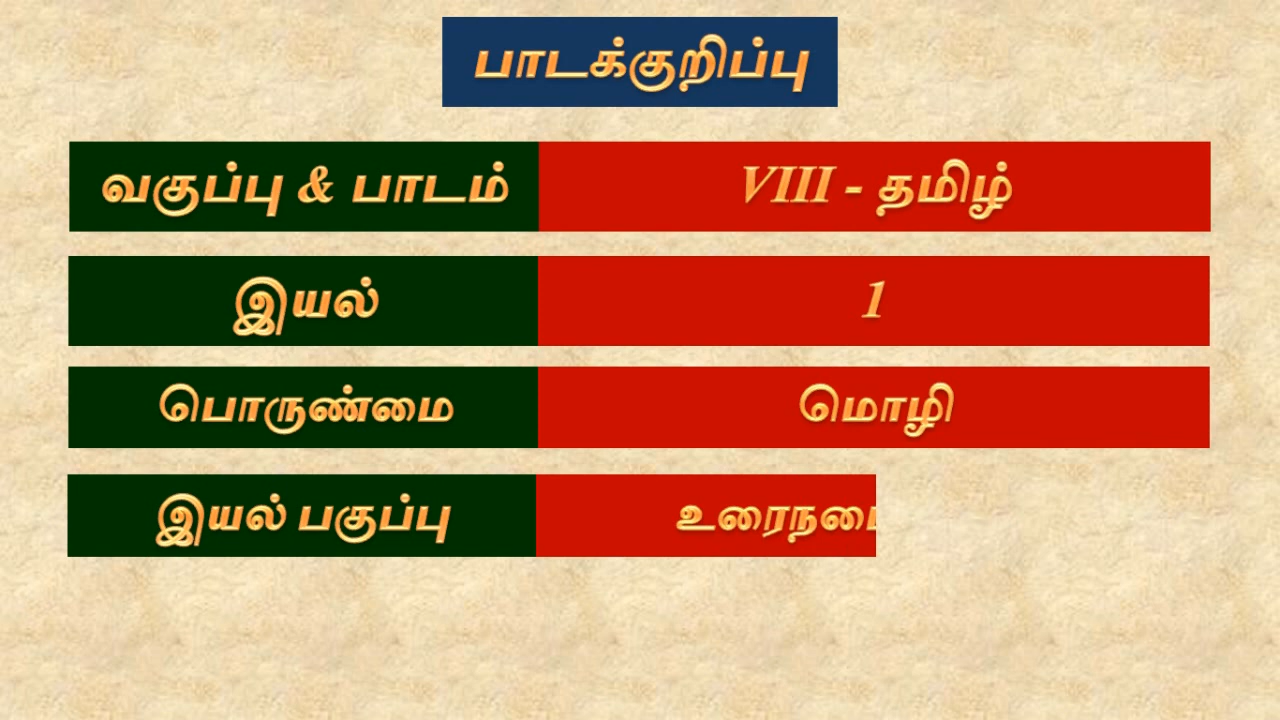 பாடக்குறிப்பு
வகுப்பு & பாடம் VIII - தமிழ்
இயல் 1
பொருண்மை மொழி
இயல் பகுப்பு